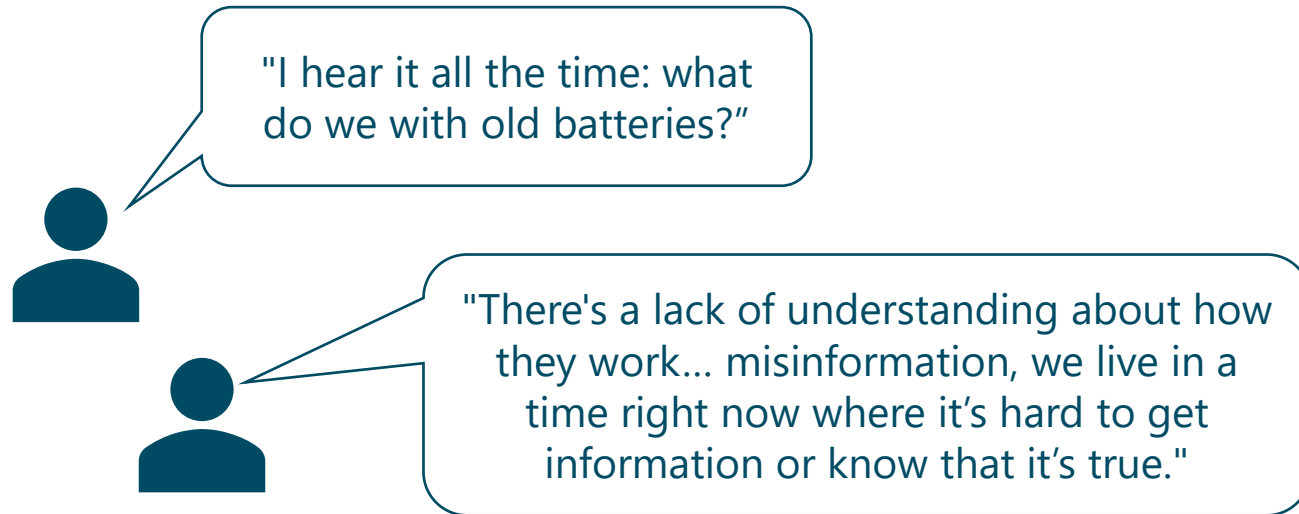 "I hear it all the time: what
do we with old batteries?”
"There's a lack of understanding about how
they work... misinformation, we live in a
time right now where it’s hard to get
information or know that it’s true."